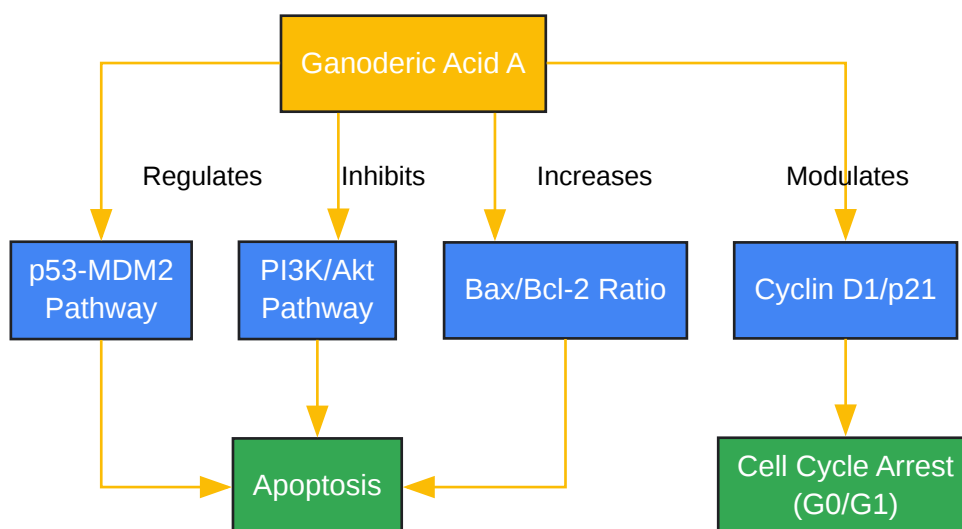 Ganoderic Acid A
Regulates
Inhibits
Increases
Modulates
p53-MDM2
Pathway
PI3K/Akt
Pathway
Bax/Bcl-2 Ratio
Cyclin D1/p21
Apoptosis
Cell Cycle Arrest
(G0/G1)